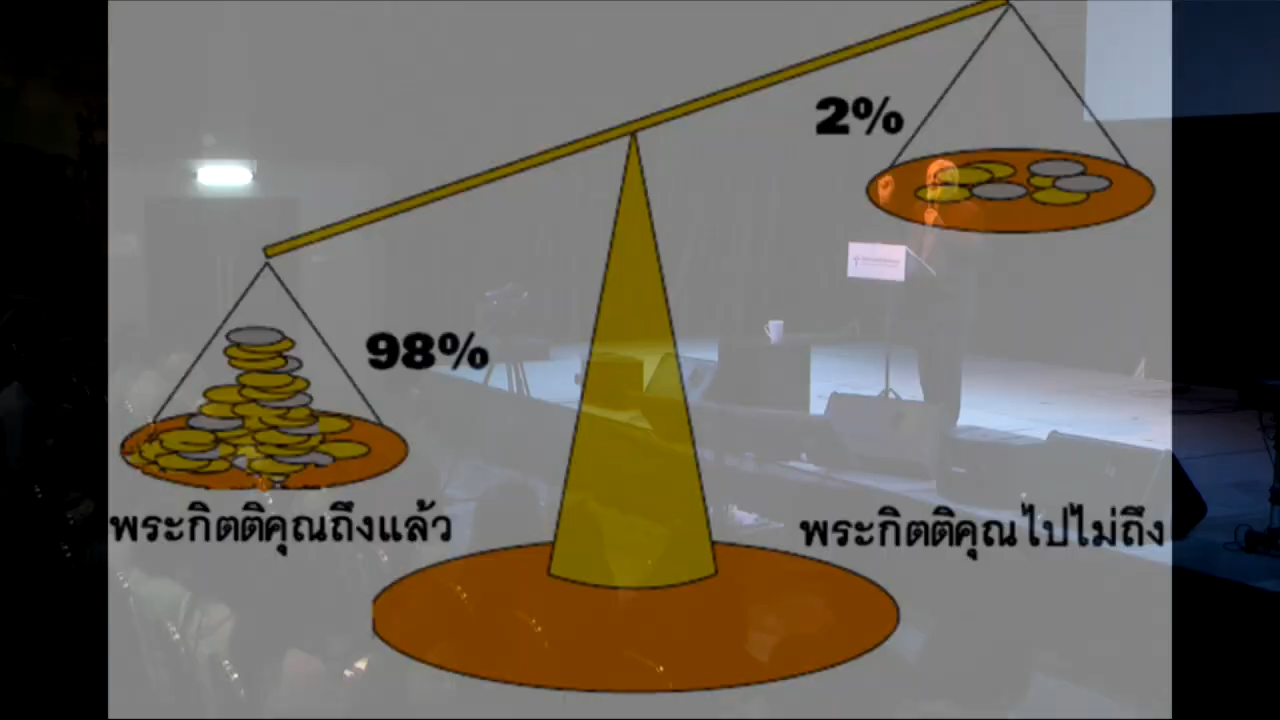 2%
98%
พระกิตติคุณถึงแล้ว
พระกิตติคุณไปไม่ถึง